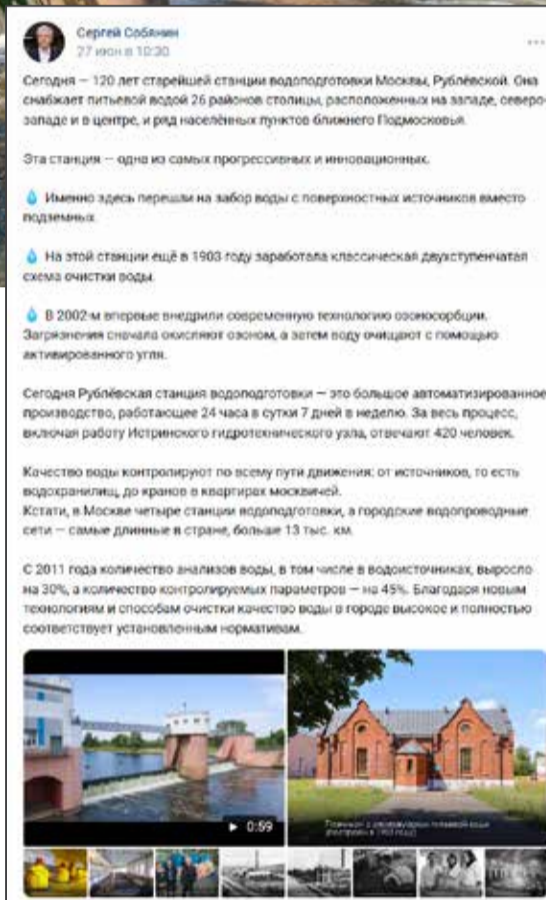 Сергей Собянин
27 июн в 10:30
Сегодня — 120 лет старейшей станции водоподготовки Москвы, Рублёвской. Она
снабжает питьевой водой 26 районов столицы, расположенных на западе, северо-
западе и в центре, и ряд населённых пунктов ближнего Подмосковья.
Эта станция — одна из самых прогрессивных и инновационных.
Именно здесь перешли на забор воды с поверхностных источников вместо
подземных.
На этой станции ещё в 1903 году заработала классическая двухступенчатая
схема очистки воды.
В 2002-м впервые внедрили современную технологию озоносорбции.
Загрязнения сначала окисляют озоном, а затем воду очищают с помощью
активированного угля.
Сегодня Рублёвская станция водоподготовки — это большое автоматизированное
производство, работающее 24 часа в сутки 7 дней в неделю. За весь процесс,
включая работу Истринского гидротехнического узла, отвечают 420 человек.
Качество воды контролируют по всему пути движения: от источников, то есть
водохранилищ, до кранов в квартирах москвичей.
Кстати, в Москве четыре станции водоподготовки, а городские водопроводные
сети — самые длинные в стране, больше 13 тыс. км.
С 2011 года количество анализов воды, в том числе в водоисточниках, выросло
на 30%, а количество контролируемых параметров — на 45%. Благодаря новым
технологиям и способам очистки качество воды в городе высокое и полностью
соответствует установленным нормативам.
0:59